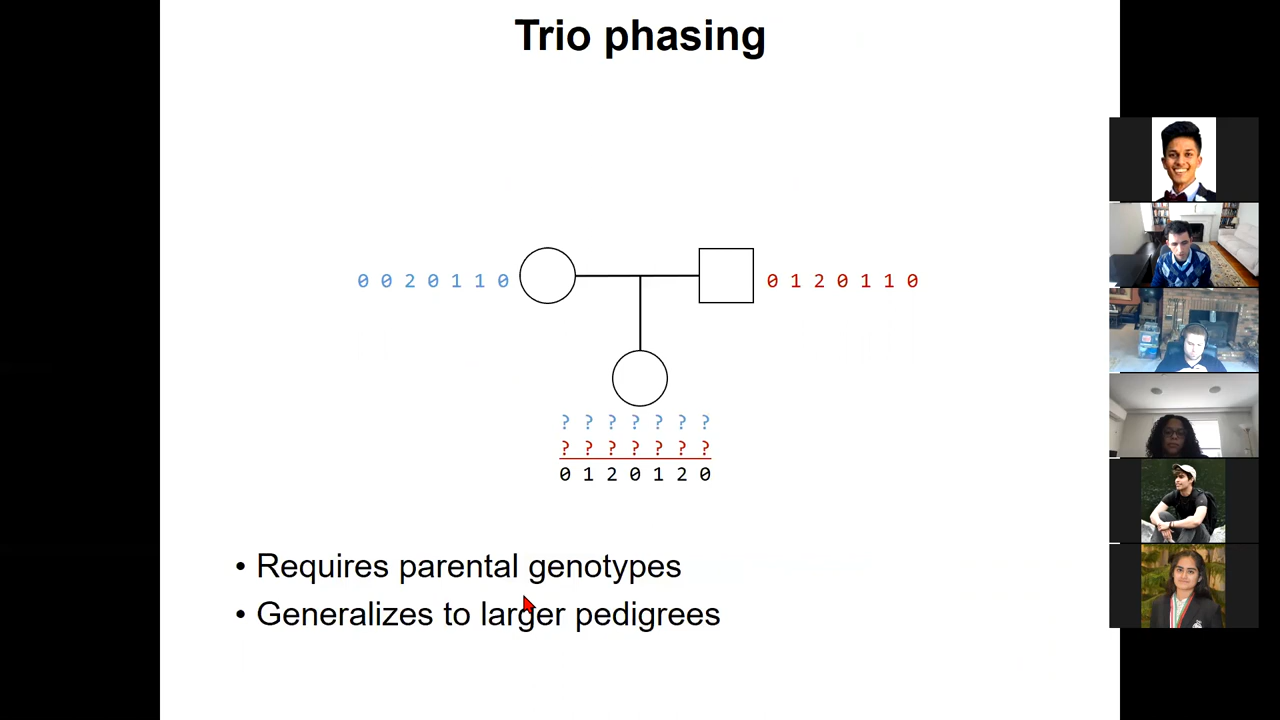 Trio phasing
0 0 2 0 1 1 0
0 1 2 0 1 1 0
? ? ? ? ? ? ?
? ? ? ? ? ? ?
0 1 2 0 1 2 0
• Requires parental genotypes
• Generalizes to larger pedigrees